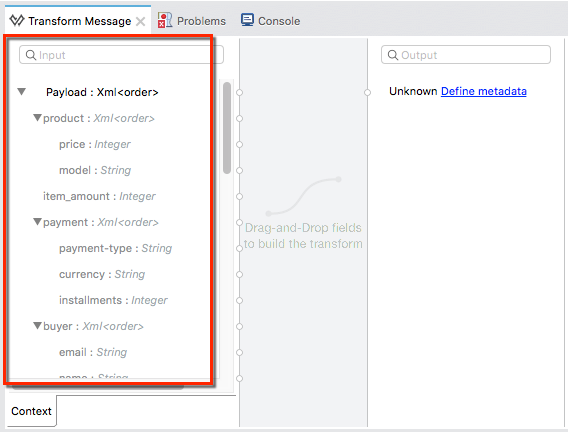 Transform Message Problems Console
Input
Payload : Xml<order>
product : Xml<order>
price : Integer
model : String
item_amount : Integer
payment : Xml<order>
payment-type : String
currency : String
installments : Integer
buyer : Xml<order>
email : String
name : String
Context
Drag-and-Drop fields
to build the transform
Output
Unknown Define metadata